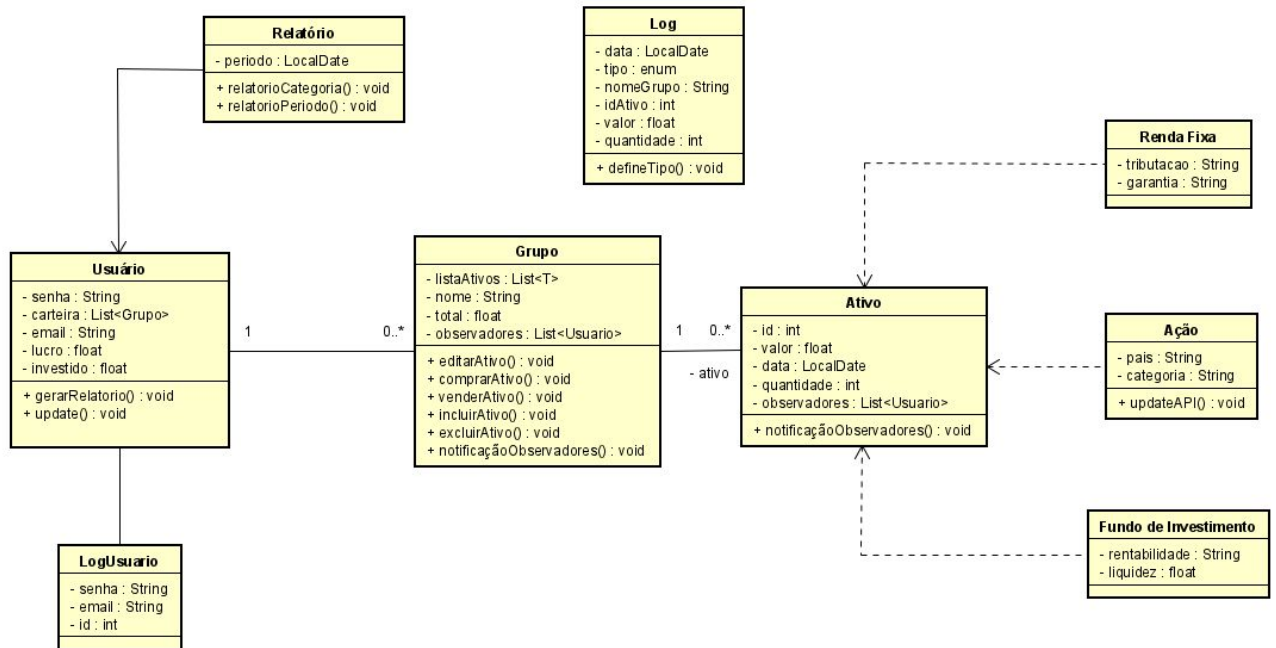 Relatório
- periodo : LocalDate
+ relatorioCategoria() : void
+ relatorioPeriodo() : void
Log
- data : LocalDate
- tipo : enum
- nomeGrupo : String
- idAtivo : int
- valor : float
- quantidade : int
+ defineTipo() : void
Renda Fixa
- tributacao : String
- garantia : String
Usuário
- senha : String
- carteira : List<Grupo>
- email : String
- lucro : float
- investido : float
+ gerarRelatorio() : void
+ update() : void
1
0..*
Grupo
- listaAtivos : List<T>
- nome : String
- total : float
- observadores : List<Usuario>
+ editarAtivo() : void
+ comprarAtivo() : void
+ venderAtivo() : void
+ incluirAtivo() : void
+ excluirAtivo() : void
+ notificaçãoObservadores() : void
1
0..*
- ativo
Ativo
- id : int
- valor : float
- data : LocalDate
- quantidade : int
- observadores : List<Usuario>
+ notificaçãoObservadores() : void
Ação
- pais : String
- categoria : String
+ updateAPI() : void
Fundo de Investimento
- rentabilidade : String
- liquidez : float
LogUsuario
- senha : String
- email : String
- id : int